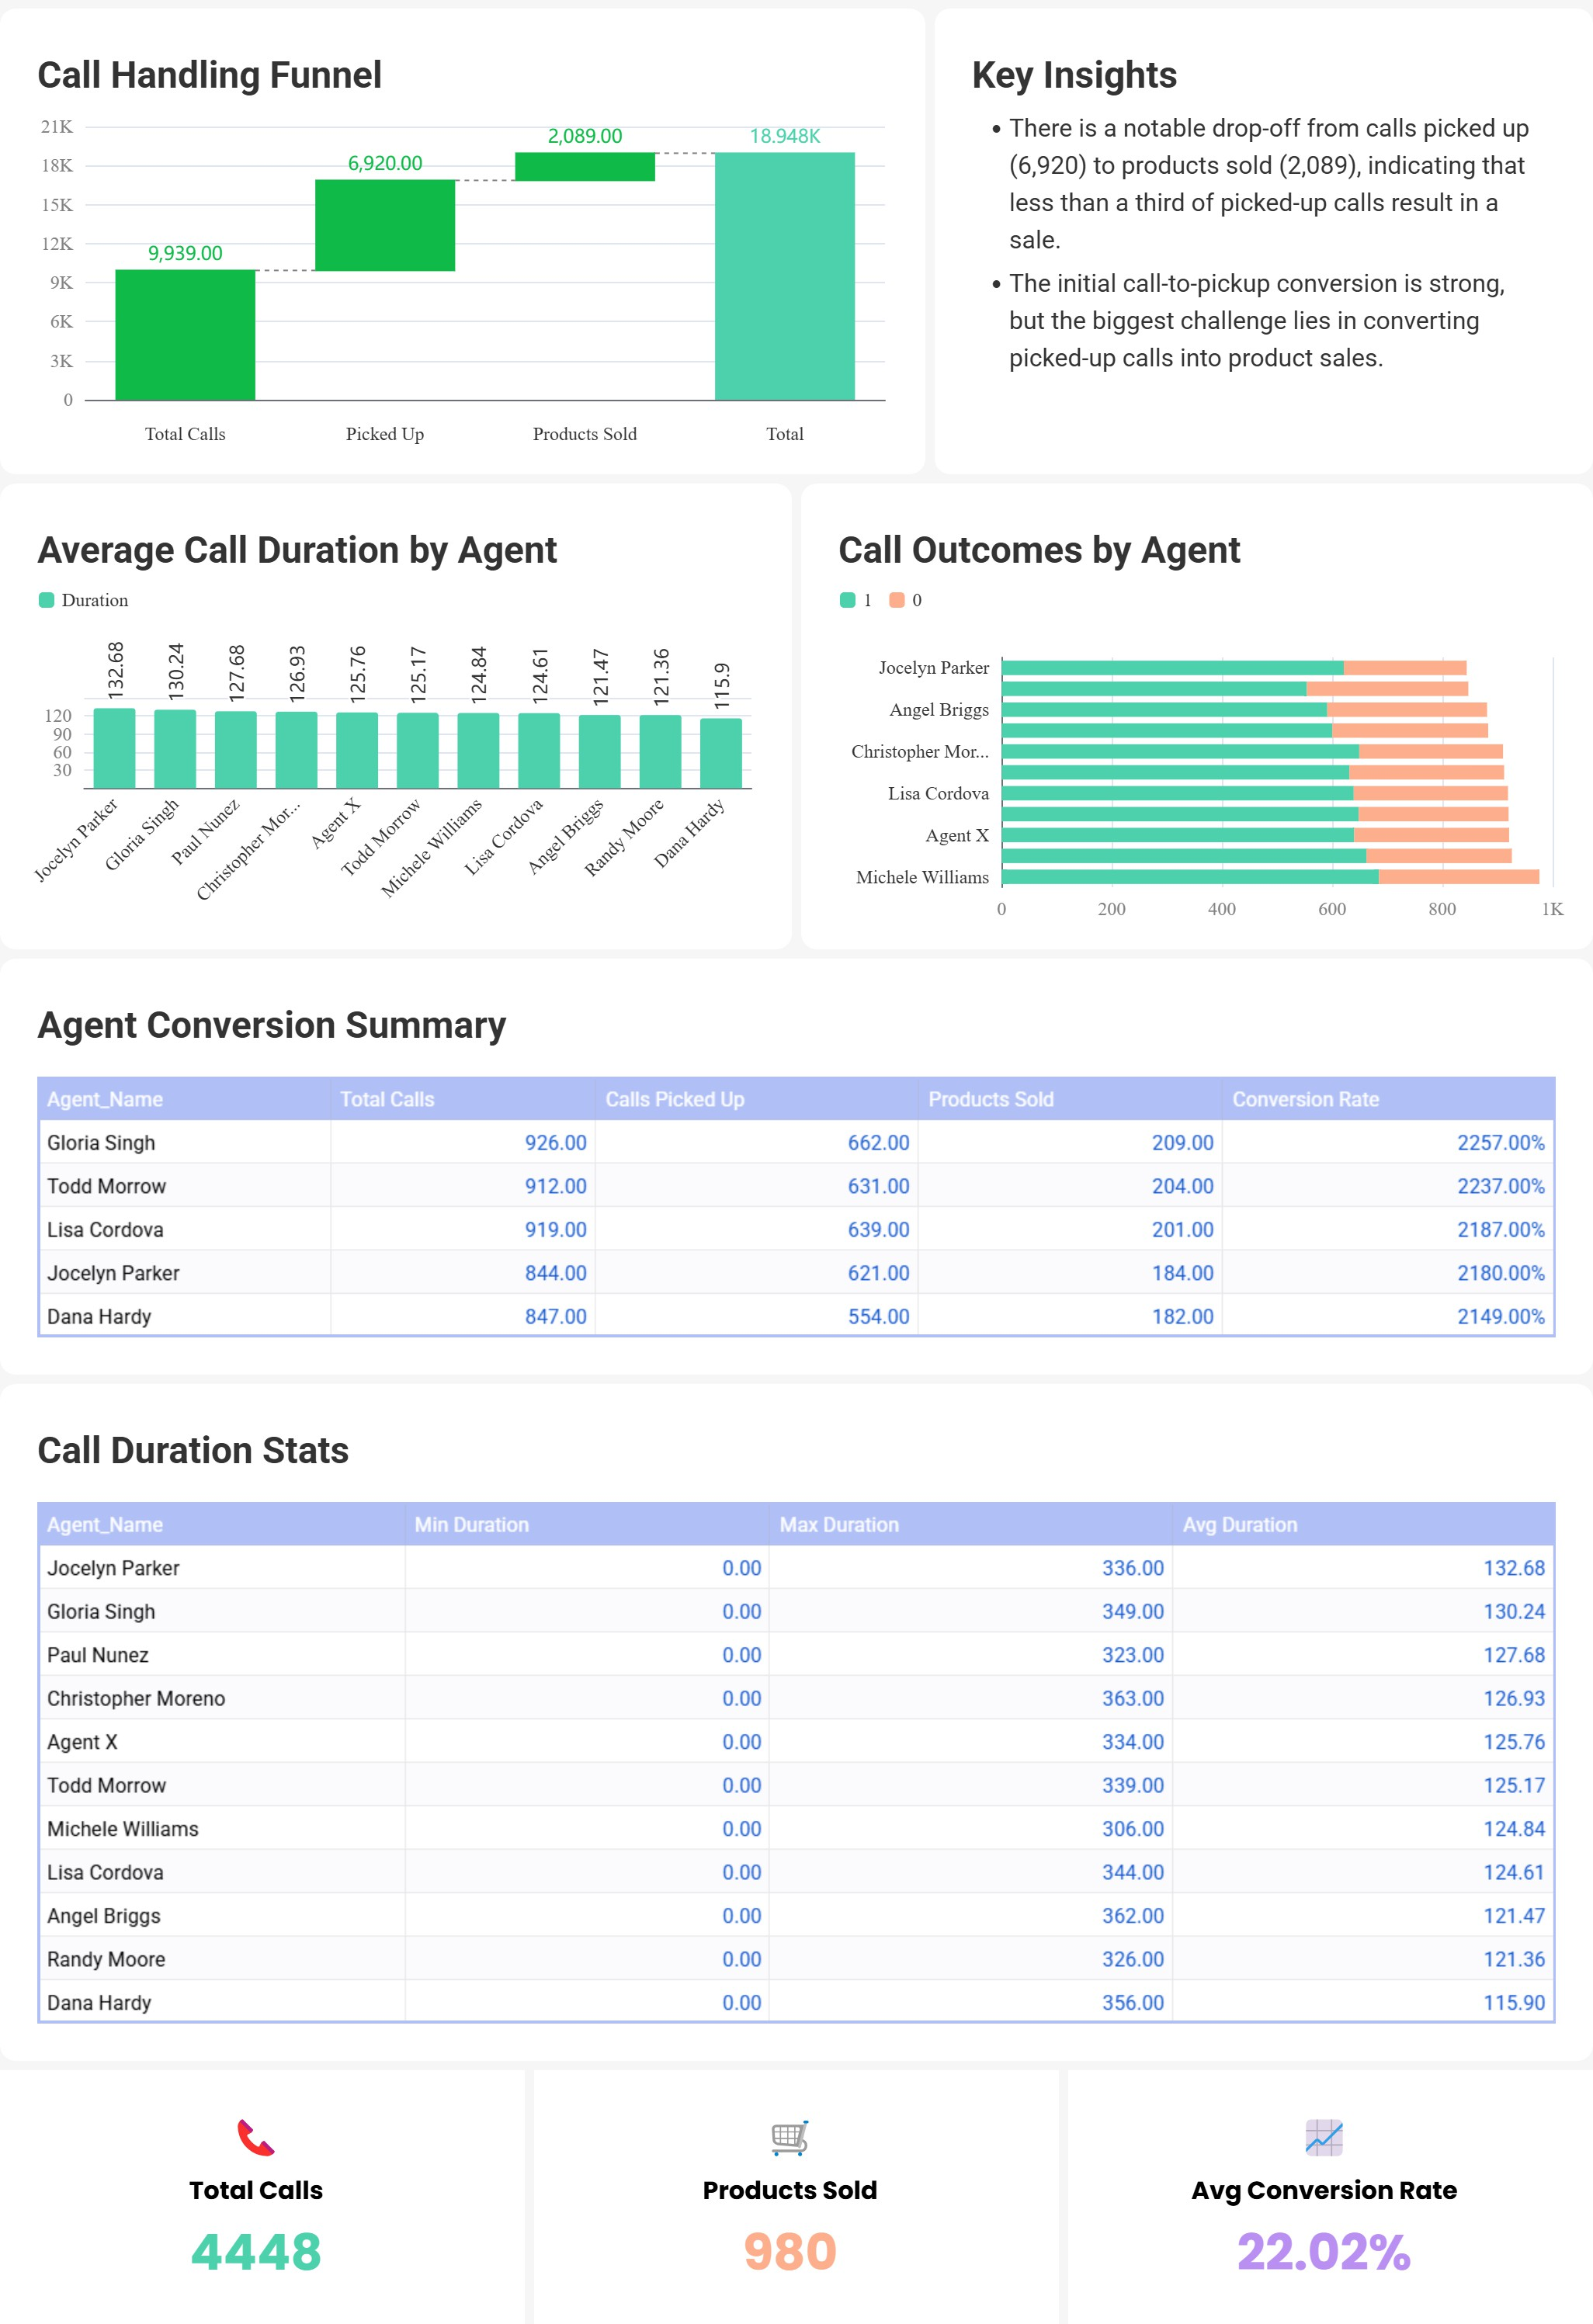 Call Handling Funnel
21K
18K
15K
12K
9K
6K
3K
0
9,939.00
6,920.00
2,089.00
18.948K
Total Calls
Picked Up
Products Sold
Total
Key Insights
• There is a notable drop-off from calls picked up
(6,920) to products sold (2,089), indicating that
less than a third of picked-up calls result in a
sale.
• The initial call-to-pickup conversion is strong,
but the biggest challenge lies in converting
picked-up calls into product sales.
Average Call Duration by Agent
Duration
132.68
130.24
127.68
126.93
125.76
125.17
124.84
124.61
121.47
121.36
115.9
120
90
60
30
Jocelyn Parker
Gloria Singh
Paul Nunez
Christopher Mor...
Agent X
Todd Morrow
Michele Williams
Lisa Cordova
Angel Briggs
Randy Moore
Dana Hardy
Call Outcomes by Agent
1 0
Jocelyn Parker
Angel Briggs
Christopher Mor...
Lisa Cordova
Agent X
Michele Williams
0 200 400 600 800 1K
Agent Conversion Summary
Agent_Name Total Calls Calls Picked Up Products Sold Conversion Rate
Gloria Singh 926.00 662.00 209.00 2257.00%
Todd Morrow 912.00 631.00 204.00 2237.00%
Lisa Cordova 919.00 639.00 201.00 2187.00%
Jocelyn Parker 844.00 621.00 184.00 2180.00%
Dana Hardy 847.00 554.00 182.00 2149.00%
Call Duration Stats
Agent_Name Min Duration Max Duration Avg Duration
Jocelyn Parker 0.00 336.00 132.68
Gloria Singh 0.00 349.00 130.24
Paul Nunez 0.00 323.00 127.68
Christopher Moreno 0.00 363.00 126.93
Agent X 0.00 334.00 125.76
Todd Morrow 0.00 339.00 125.17
Michele Williams 0.00 306.00 124.84
Lisa Cordova 0.00 344.00 124.61
Angel Briggs 0.00 362.00 121.47
Randy Moore 0.00 326.00 121.36
Dana Hardy 0.00 356.00 115.90
Total Calls
4448
Products Sold
980
Avg Conversion Rate
22.02%